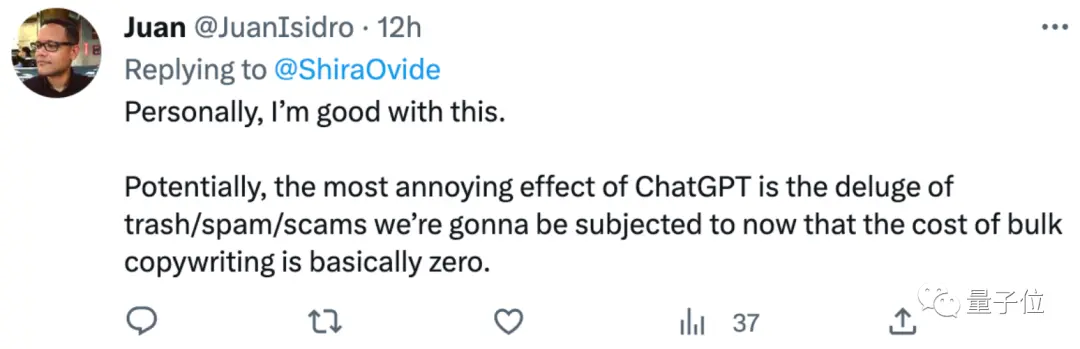 Juan @JuanIsidro · 12h
Replying to @ShiraOvide
Personally, I’m good with this.
Potentially, the most annoying effect of ChatGPT is the deluge of
trash/spam/scams we’re gonna be subjected to now that the cost of bulk
copywriting is basically zero.
37
量子位